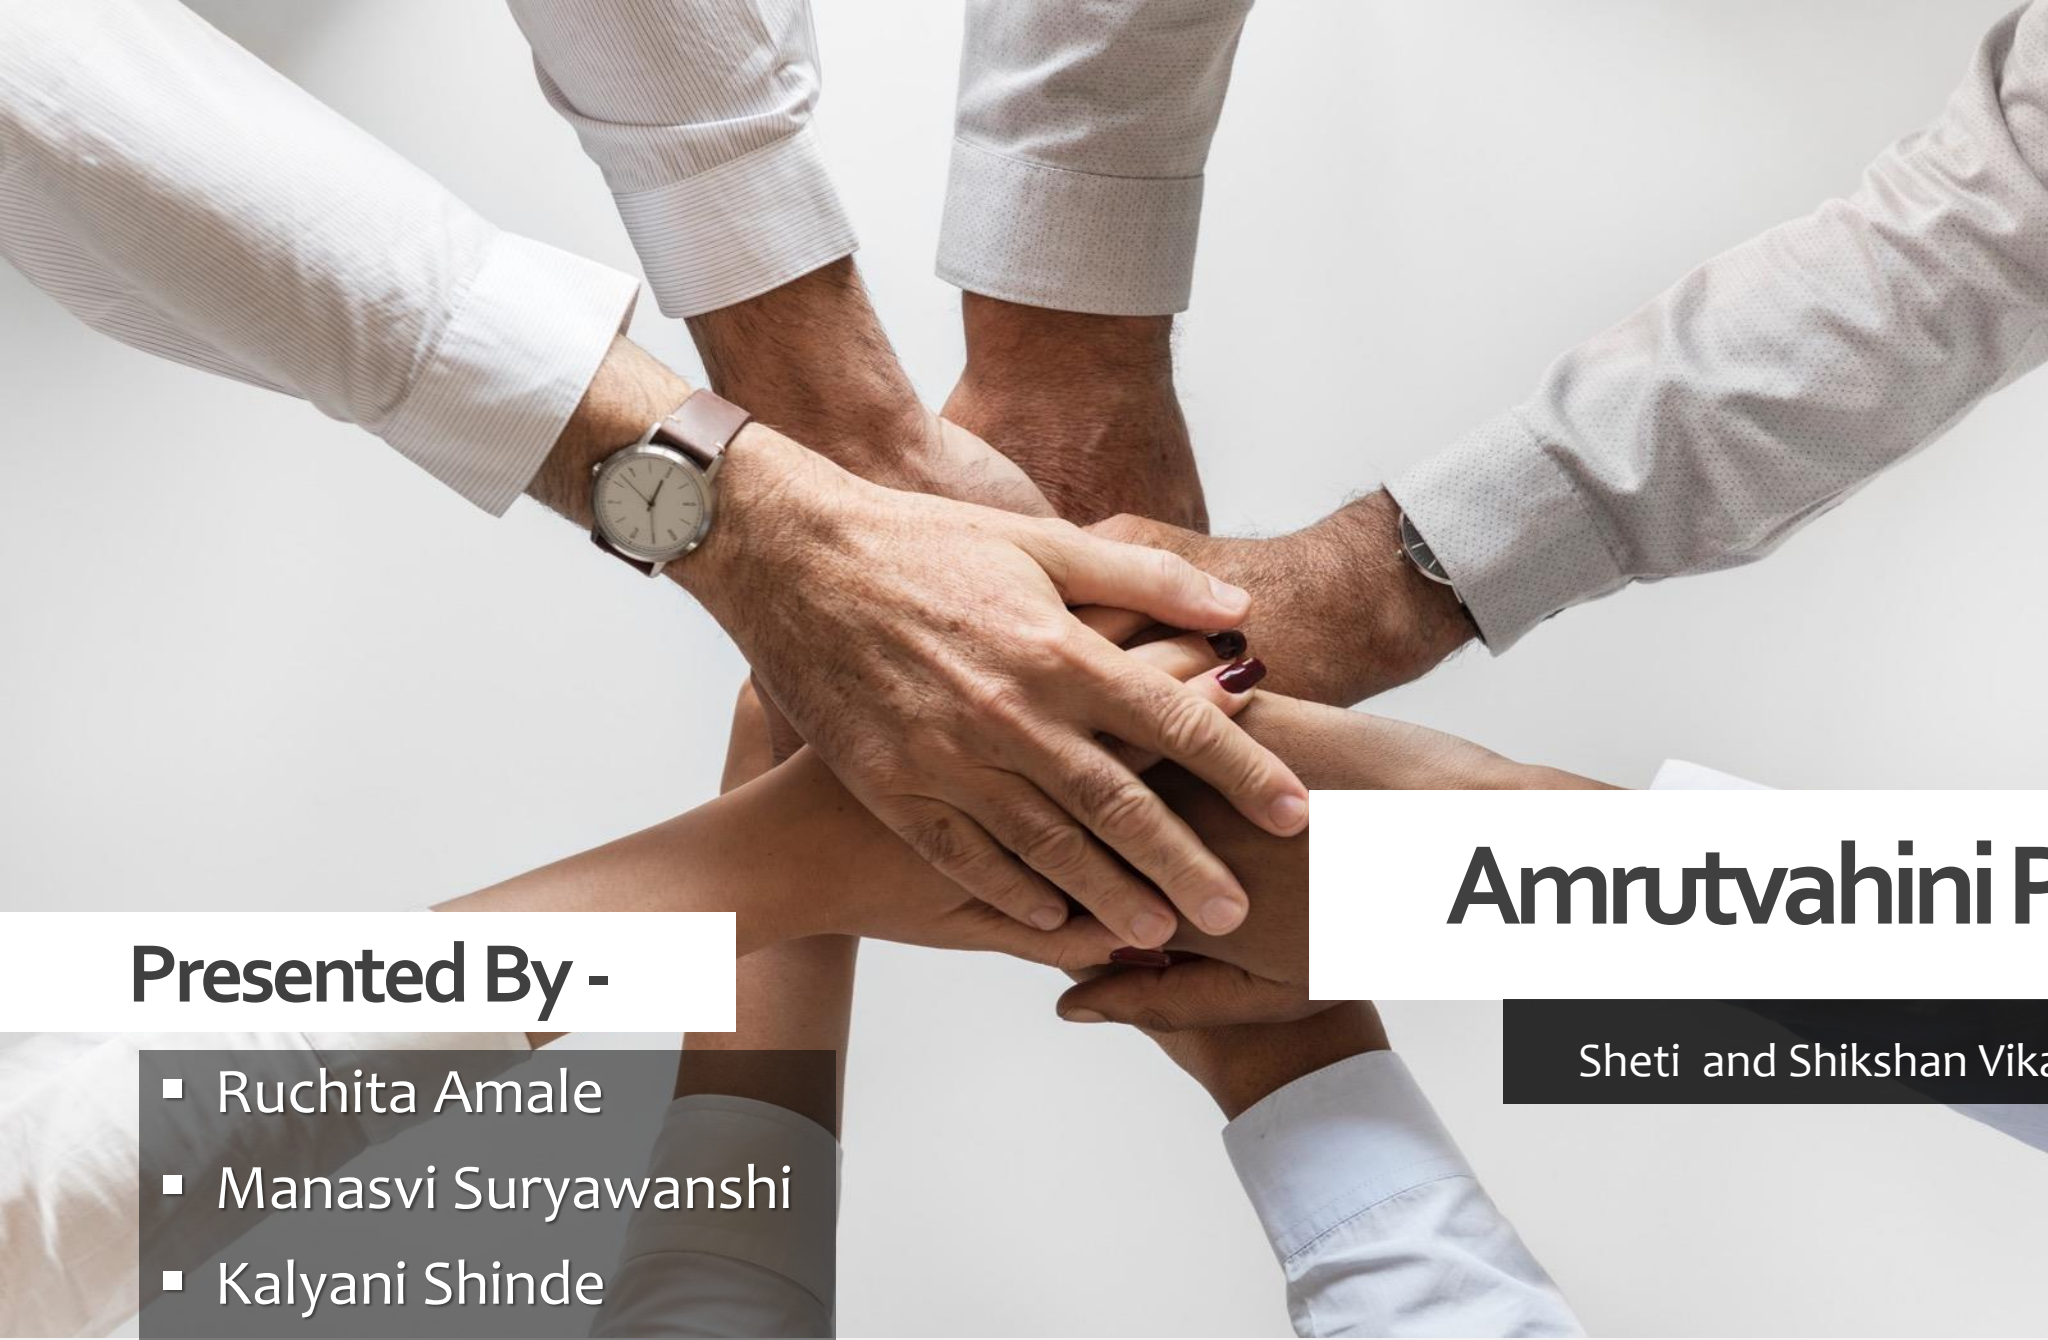 Amrutvahini
Sheti and Shikshan
Presented By -
▪ Ruchita Amale
▪ Manasvi Suryawanshi
▪ Kalyani Shinde